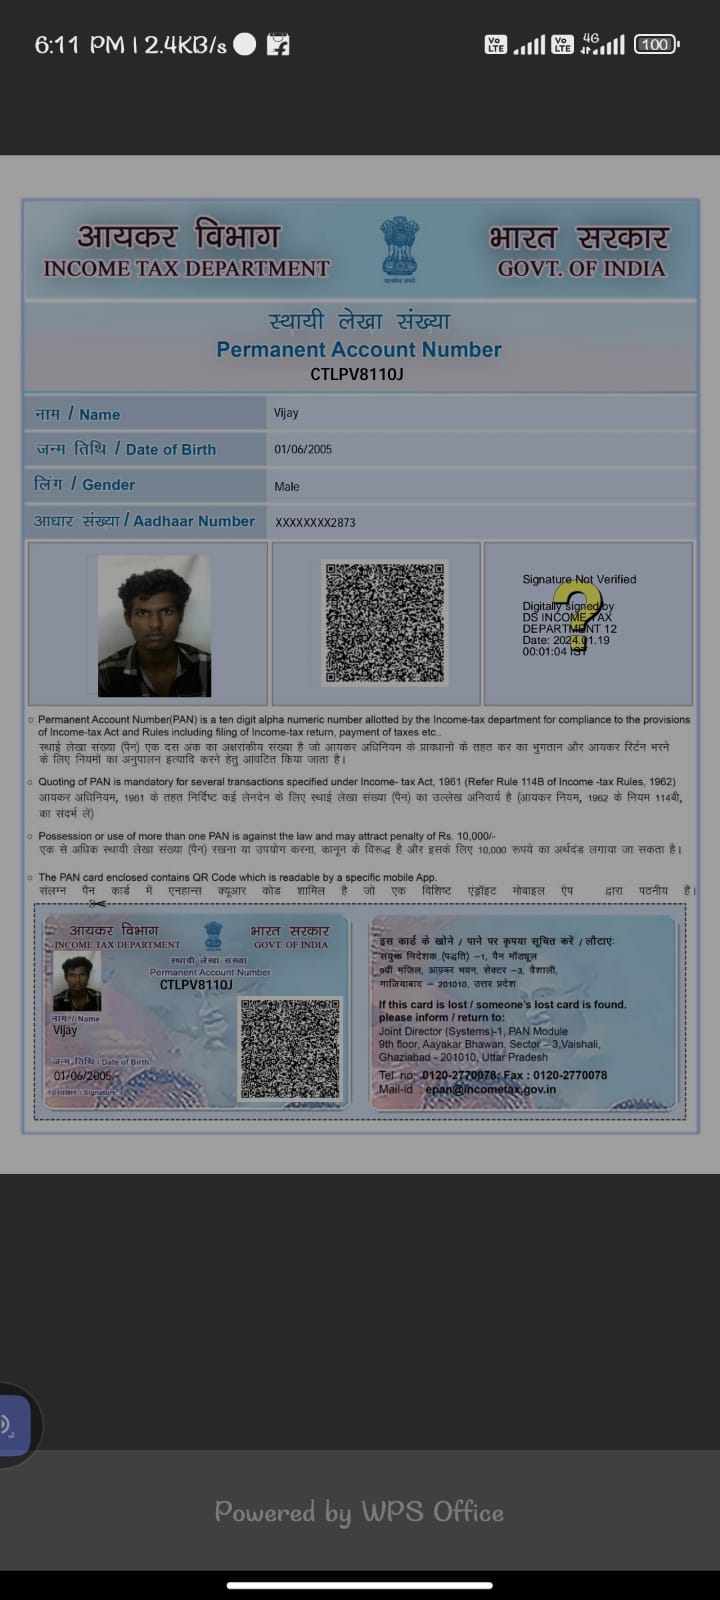 6:11 PM | 2.4KB/s
Vo LTE Vo LTE 4G 100
आयकर विभाग
INCOME TAX DEPARTMENT
भारत सरकार
GOVT. OF INDIA
स्थायी लेखा संख्या
Permanent Account Number
CTLPV8110J
नाम / Name Vijay
जन्म तिथि / Date of Birth 01/06/2005
लिंग / Gender Male
आधार संख्या / Aadhaar Number XXXXXXXX2873
Signature Not Verified
Digitally signed by
DS INCOME TAX
DEPARTMENT 12
Date: 2024.01.19
00:01:04 IST
Permanent Account Number(PAN) is a ten digit alpha numeric number allotted by the Income-tax department for compliance to the provisions
of Income-tax Act and Rules including filing of Income-tax return, payment of taxes etc..
स्थाई लेखा संख्या (पैन) एक दस अंक का अक्षरांकीय संख्या है जो आयकर अधिनियम के प्रावधानों के तहत कर का भुगतान और आयकर रिटर्न भरने
के लिए नियमों का अनुपालन इत्यादि करने हेतु आवंटित किया जाता है।
Quoting of PAN is mandatory for several transactions specified under Income- tax Act, 1961 (Refer Rule 114B of Income -tax Rules, 1962)
आयकर अधिनियम, 1961 के तहत निर्दिष्ट कई लेनदेन के लिए स्थाई लेखा संख्या (पैन) का उल्लेख अनिवार्य है (आयकर नियम, 1962 के नियम 114बी,
का संदर्भ लें)
Possession or use of more than one PAN is against the law and may attract penalty of Rs. 10,000/-
एक से अधिक स्थायी लेखा संख्या (पैन) रखना या उपयोग करना, कानून के विरूद्ध है और इसके लिए 10,000 रूपये का अर्थदंड लगाया जा सकता है।
The PAN card enclosed contains QR Code which is readable by a specific mobile App.
संलग्न पैन कार्ड में एनहान्स क्यूआर कोड शामिल है जो एक विशिष्ट एंड्रॉइट मोबाइल ऐप द्वारा पठनीय है।
आयकर विभाग
INCOME TAX DEPARTMENT
भारत सरकार
GOVT OF INDIA
स्थायी लेखा संख्या
Permanent Account Number
CTLPV8110J
नाम / Name
Vijay
जन्म तिथि / Date of Birth
01/06/2005
हस्ताक्षर / Signature
इस कार्ड के खोने / पाने पर कृपया सूचित करें / लौटाएं:
संयुक्त निदेशक (पद्धति) –1, पैन मॉड्यूल
9वीं मंजिल, आयकर भवन, सेक्टर –3, वैशाली,
गाजियाबाद – 201010, उत्तर प्रदेश
If this card is lost / someone's lost card is found.
please inform / return to:
Joint Director (Systems)-1, PAN Module
9th floor, Aayakar Bhawan, Sector – 3,Vaishali,
Ghaziabad - 201010, Uttar Pradesh
Tel no: 0120-2770078; Fax : 0120-2770078
Mail-id : epan@incometax.gov.in
Powered by WPS Office